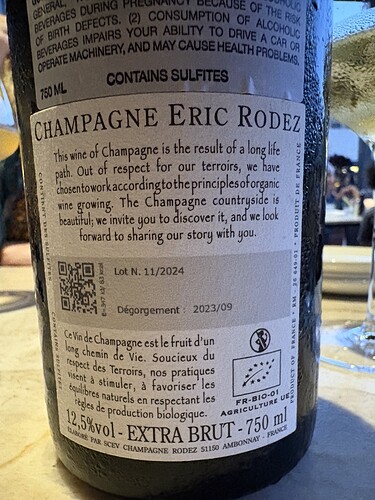 BEVERAGES DURING PREGNANCY BECAUSE OF THE RISK
OF BIRTH DEFECTS. (2) CONSUMPTION OF ALCOHOLIC
BEVERAGES IMPAIRS YOUR ABILITY TO DRIVE A CAR OR
OPERATE MACHINERY, AND MAY CAUSE HEALTH PROBLEMS.
CONTAINS SULFITES
750 ML
CHAMPAGNE ERIC RODEZ
This wine of Champagne is the result of a long life
path. Out of respect for our terroirs, we have
chosen to work according to the principles of organic
wine growing. The Champagne countryside is
beautiful; we invite you to discover it, and we look
forward to sharing our story with you.
Lot N. 11/2024
Dégorgement : 2023/09
Ce Vin de Champagne est le fruit d'un
long chemin de Vie. Soucieux du
respect des Terroirs, nos pratiques
visent à stimuler, à favoriser les
équilibres naturels en respectant les
règles de production biologique.
FR-BIO-01
AGRICULTURE UE
12,5%vol - EXTRA BRUT - 750 ml
ELABORÉ PAR SCEV CHAMPAGNE RODEZ 51150 AMBONNAY - FRANCE
PRODUCT OF FRANCE
PRODUIT DE FRANCE